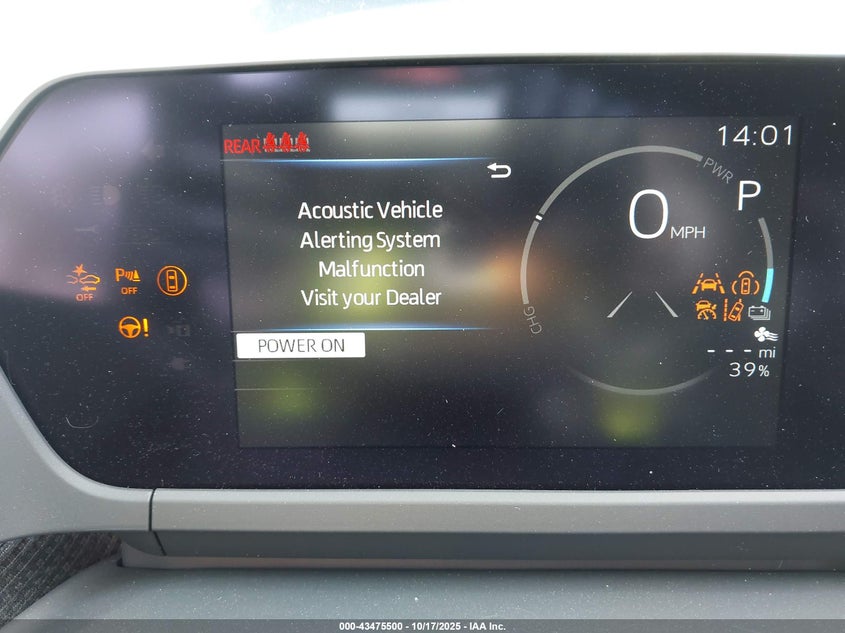 REAR
14:01
PWR
P
0 MPH
Acoustic Vehicle
Alerting System
Malfunction
Visit your Dealer
OFF
P
OFF
CHG
POWER ON
--- mi
39%
000-43475500 - 10/17/2025 - IAA Inc.